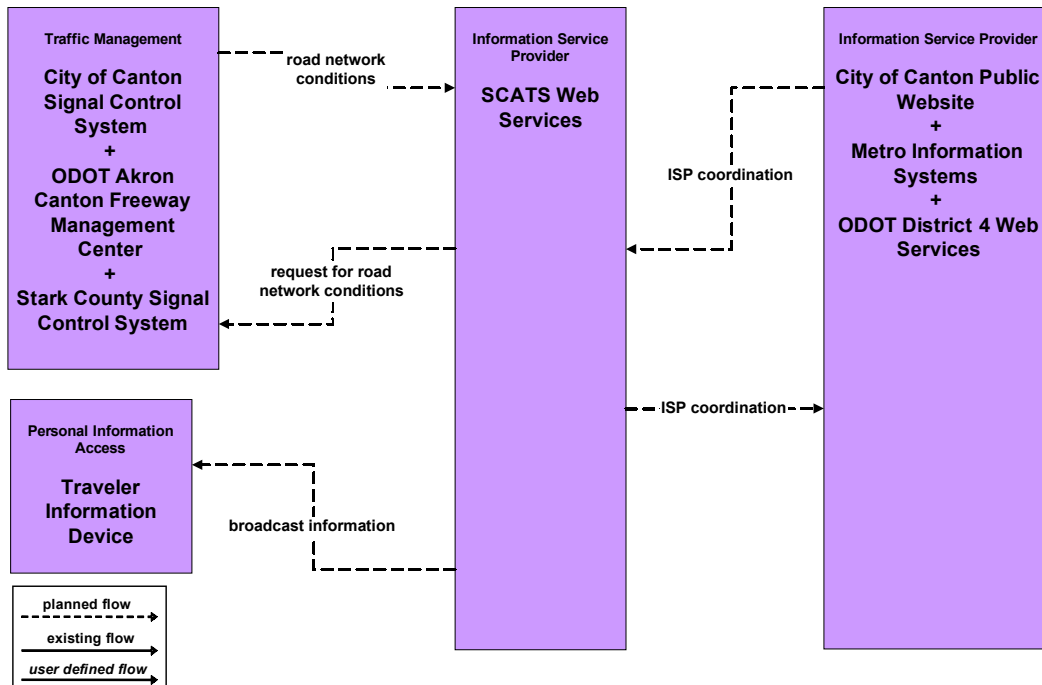 Traffic Management
City of Canton
Signal Control
System
+
ODOT Akron
Canton Freeway
Management
Center
+
Stark County Signal
Control System
road network
conditions
request for road
network conditions
Information Service
Provider
SCATS Web
Services
ISP coordination
ISP coordination
Information Service Provider
City of Canton Public
Website
+
Metro Information
Systems
+
ODOT District 4 Web
Services
Personal Information
Access
Traveler
Information
Device
broadcast information
planned flow
existing flow
user defined flow